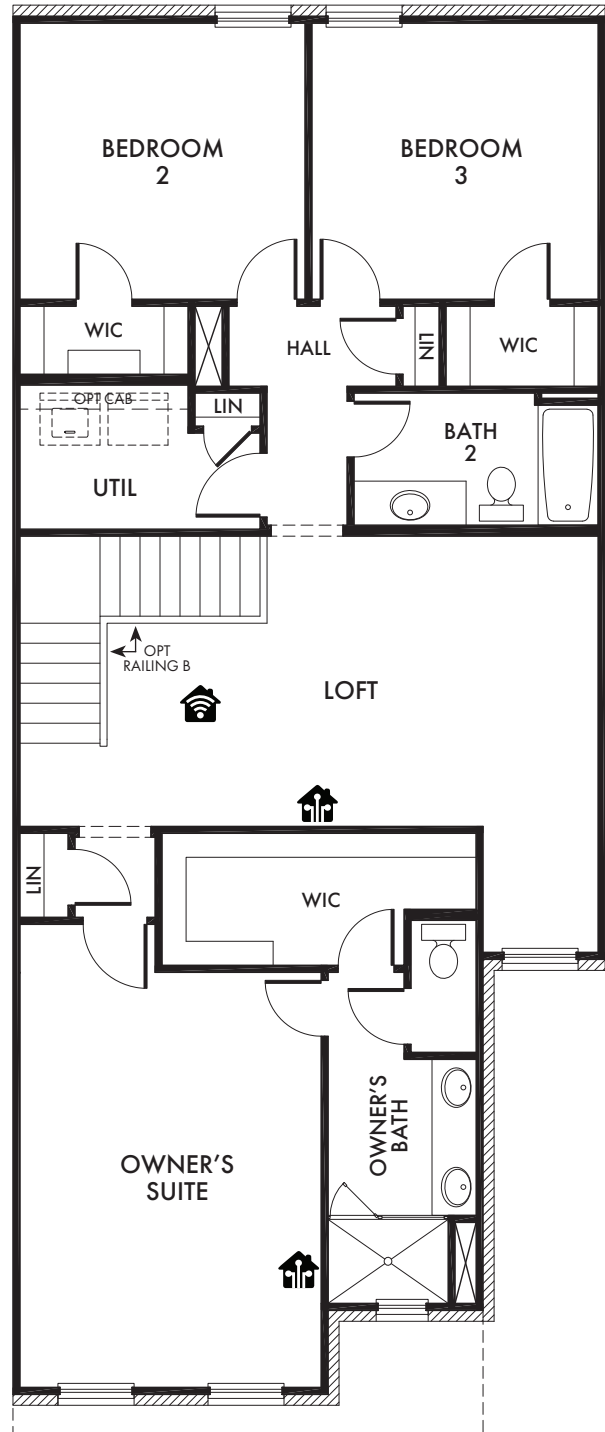 BEDROOM
2
BEDROOM
3
WIC
HALL
LIN
WIC
OPT CAB
LIN
BATH
2
UTIL
OPT
RAILING B
LOFT
LIN
WIC
OWNER'S
BATH
OWNER'S
SUITE